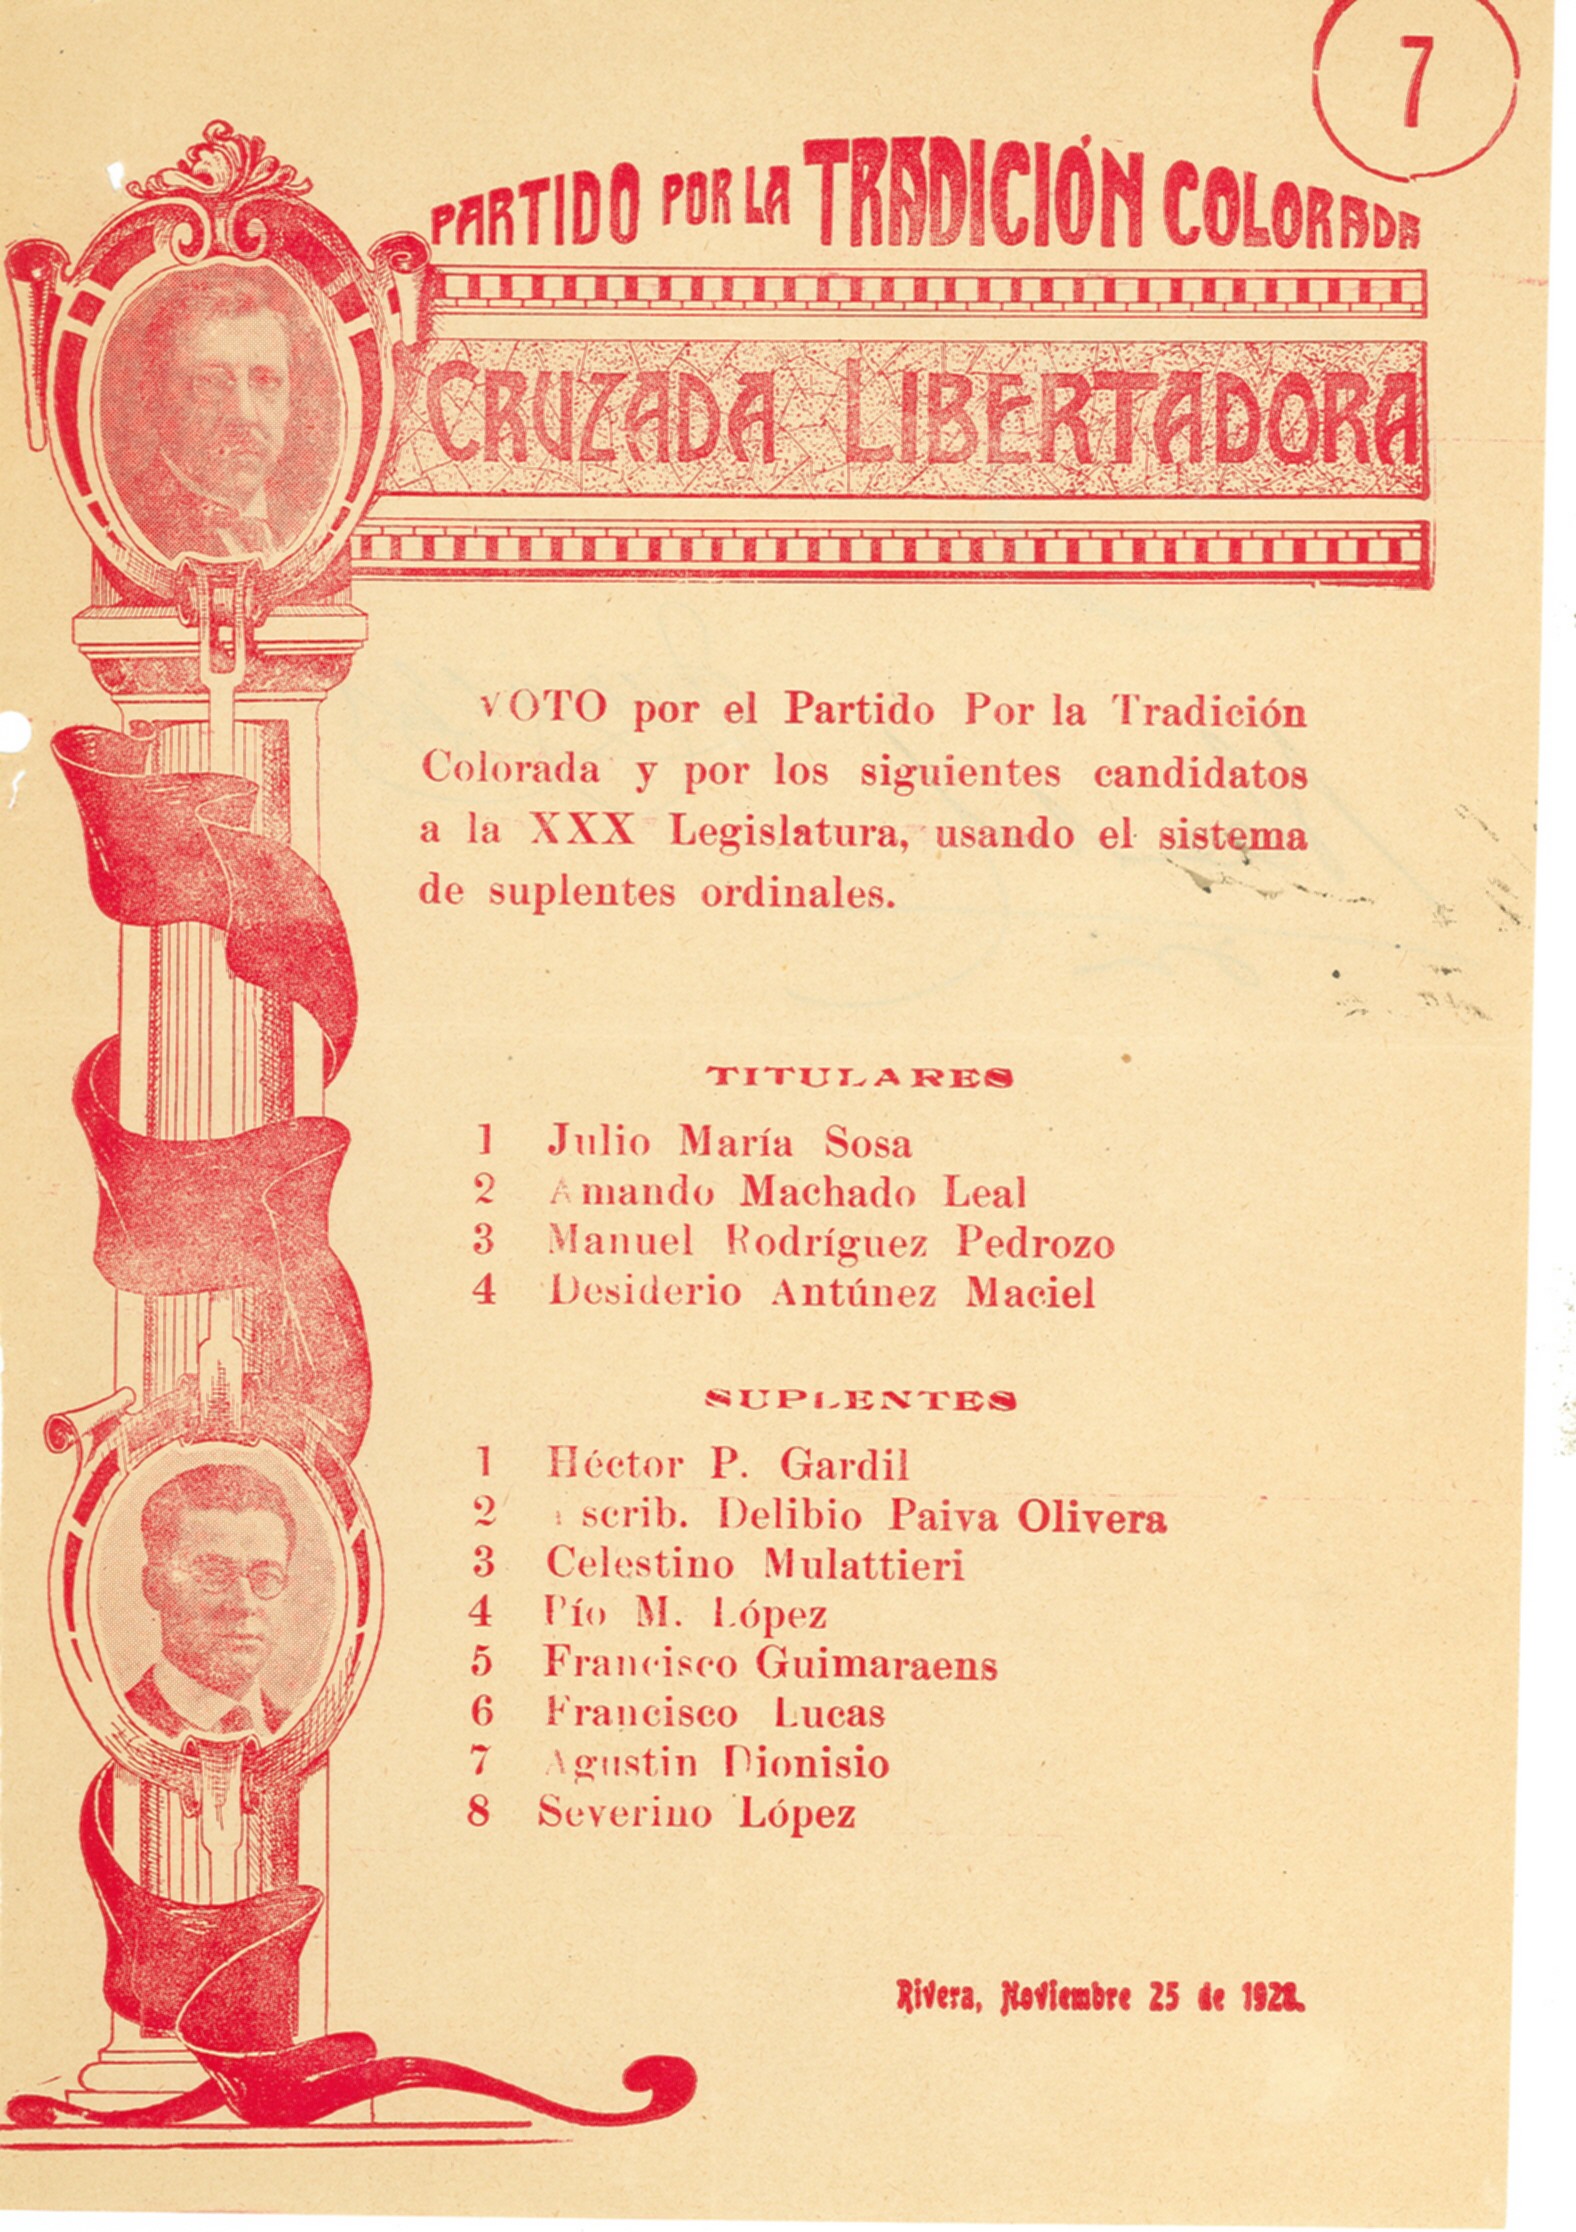 7
PARTIDO POR LA TRADICIÓN COLORADA
CRUZADA LIBERTADORA
VOTO por el Partido Por la Tradición
Colorada y por los siguientes candidatos
a la XXX Legislatura, usando el sistema
de suplentes ordinales.
TITULARES
1 Julio María Sosa
2 Amando Machado Leal
3 Manuel Rodríguez Pedrozo
4 Desiderio Antúnez Maciel
SUPLENTES
1 Héctor P. Gardil
2 scrib. Delibio Paiva Olivera
3 Celestino Mulattieri
4 Pío M. López
5 Francisco Guimaraens
6 Francisco Lucas
7 Agustin Dionisio
8 Severino López
Rivera, Noviembre 25 de 1928.